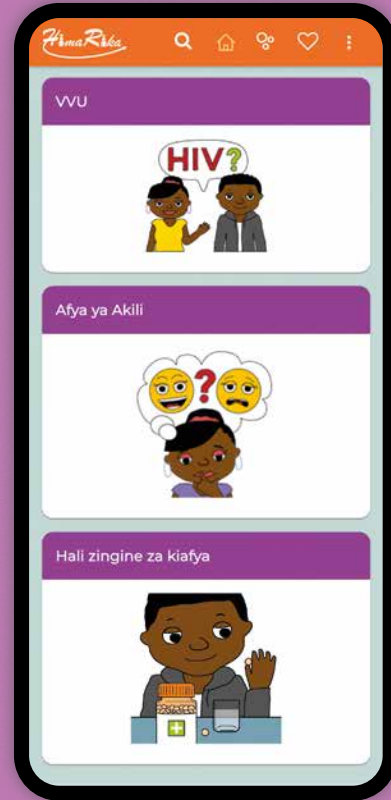 HimaRika
VVU
HIV?
Afya ya Akili
?
Hali zingine za kiafya